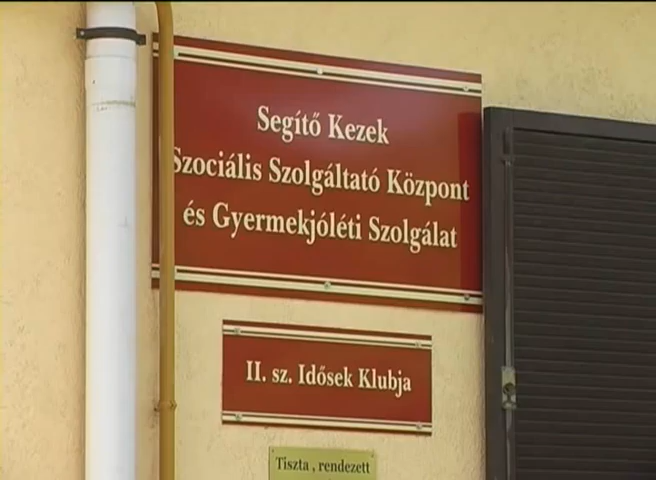 Segítő Kezek
Szociális Szolgáltató Központ
és Gyermekjóléti Szolgálat
II. sz. Idősek Klubja
Tiszta , rendezett